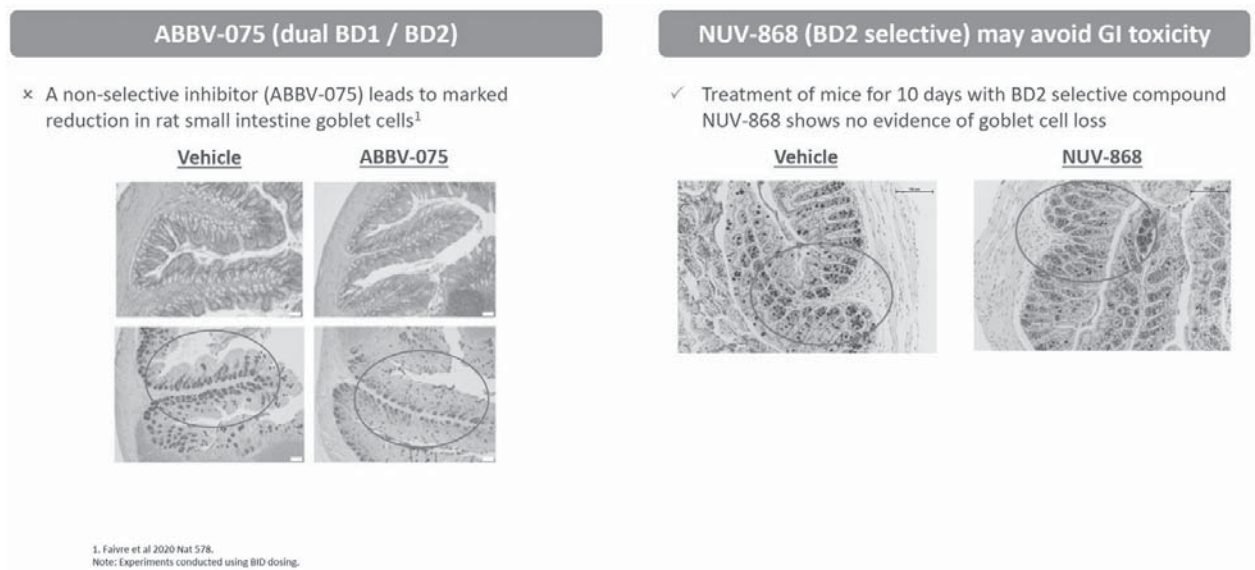 ABBV-075 (dual BD1 / BD2)
× A non-selective inhibitor (ABBV-075) leads to marked
reduction in rat small intestine goblet cells¹
Vehicle
ABBV-075
NUV-868 (BD2 selective) may avoid GI toxicity
✓ Treatment of mice for 10 days with BD2 selective compound
NUV-868 shows no evidence of goblet cell loss
Vehicle
NUV-868
1. Faivre et al 2020 Nat 578.
Note: Experiments conducted using BID dosing.